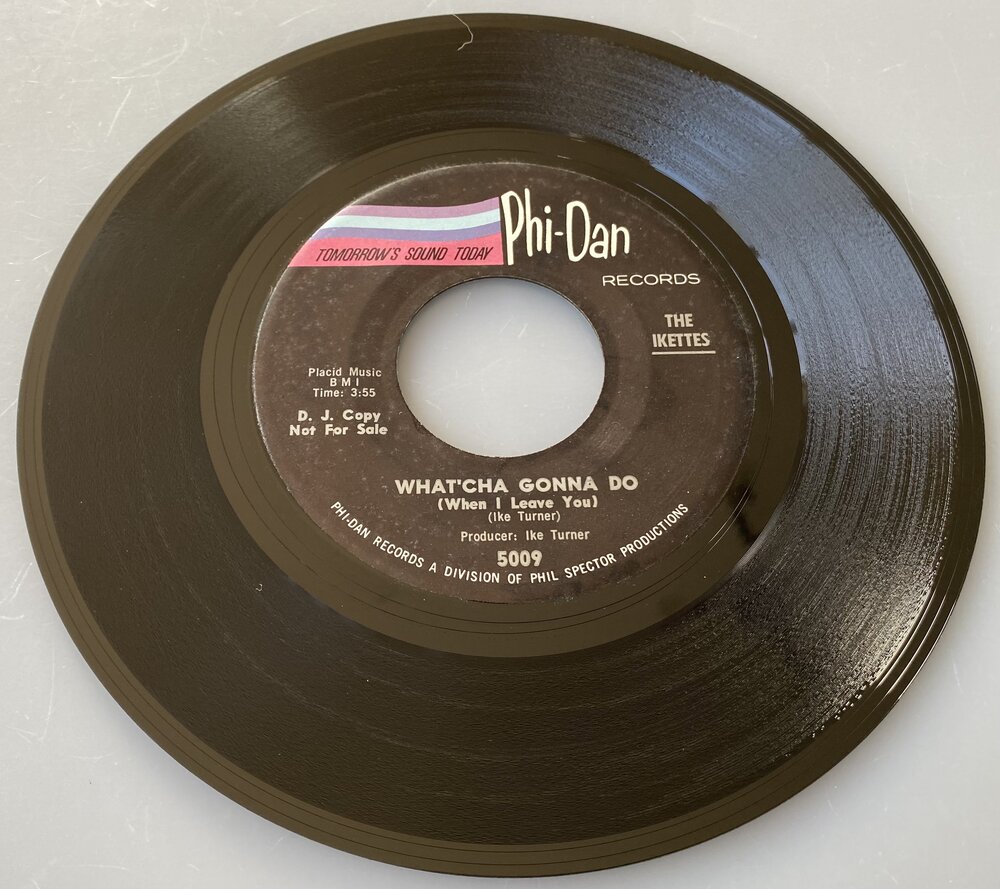 TOMORROW'S SOUND TODAY
Phi-Dan
RECORDS
THE
IKETTES
Placid Music
B M I
Time: 3:55
D. J. Copy
Not For Sale
WHAT'CHA GONNA DO
(When I Leave You)
(Ike Turner)
Producer: Ike Turner
5009
PHI-DAN RECORDS A DIVISION OF PHIL SPECTOR PRODUCTIONS